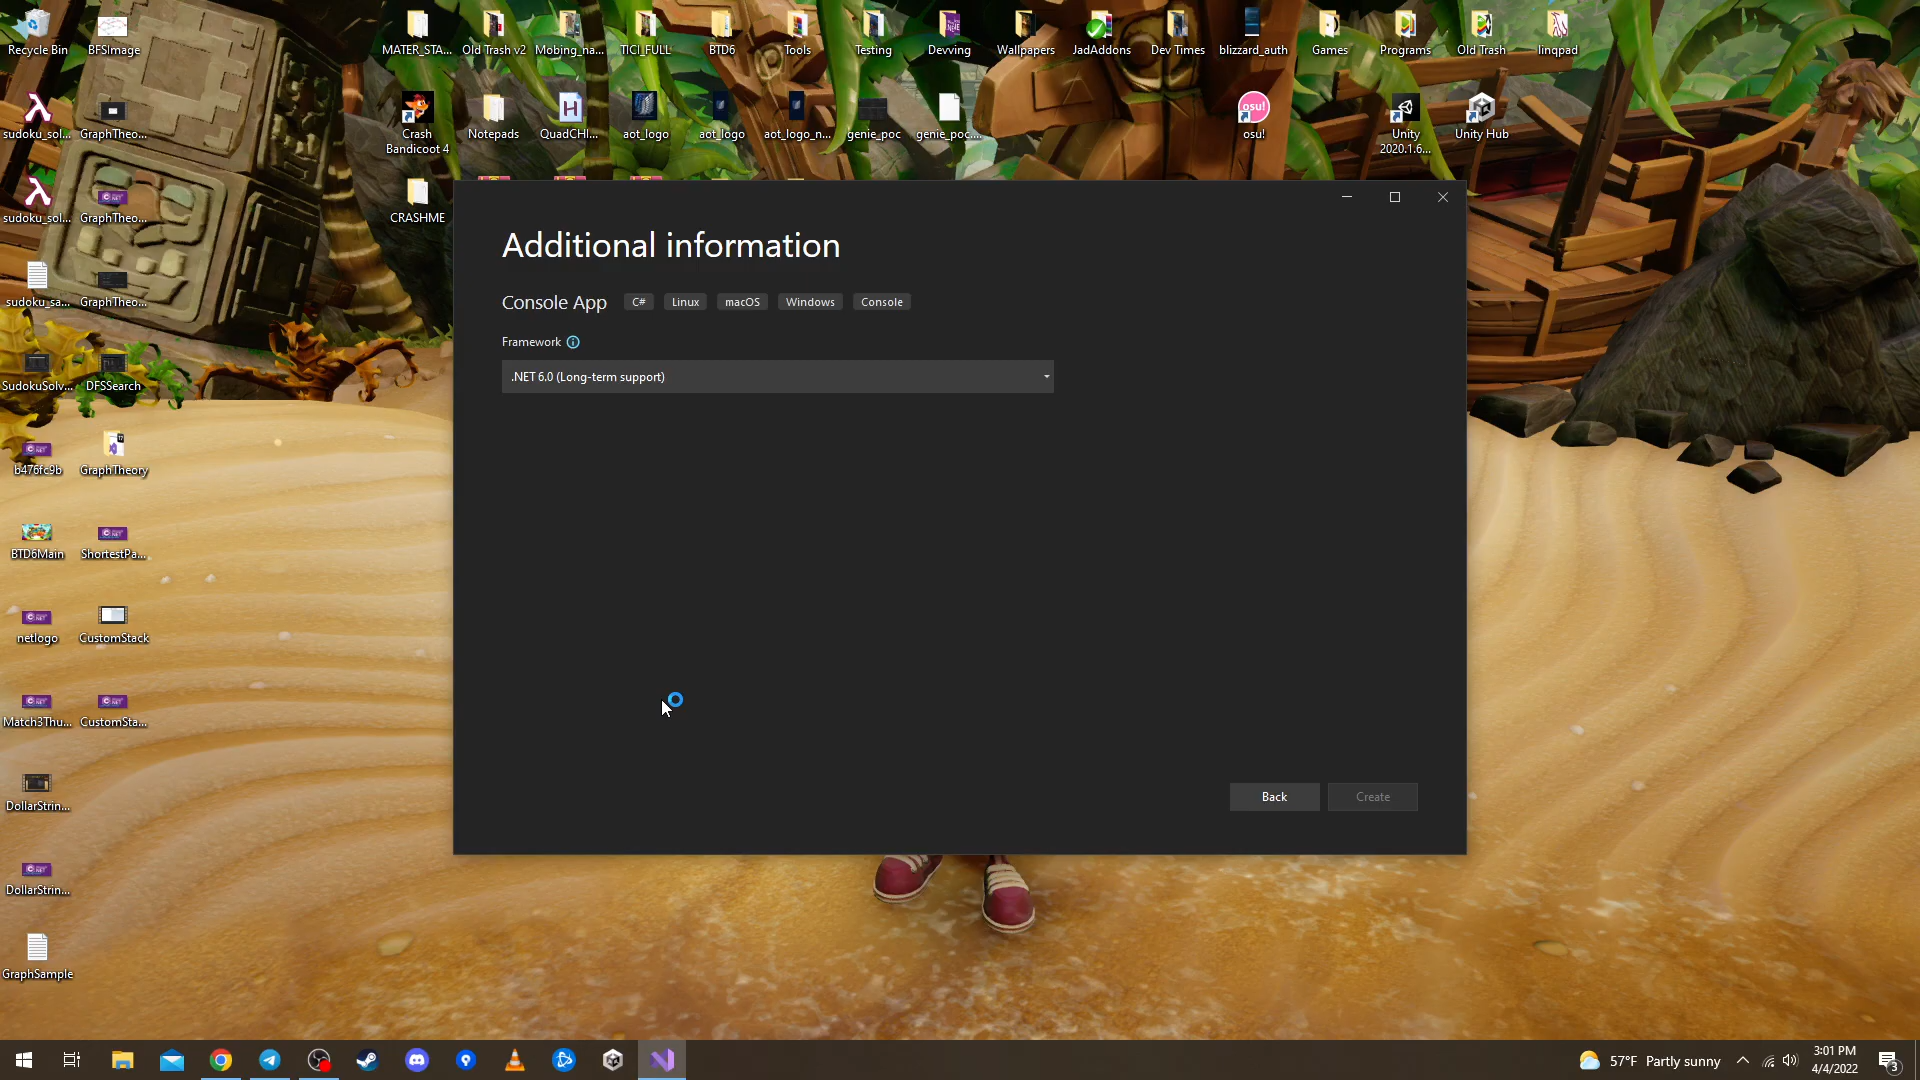 Recycle Bin
BFSImage
MATER_STA...
Old Trash v2
Mobing_na...
TICI_FULL
BTD6
Tools
Testing
Devving
Wallpapers
JadAddons
Dev Times
blizzard_auth
Games
Programs
Old Trash
linqpad
sudoku_sol...
GraphTheo...
Crash
Bandicoot 4
Notepads
QuadCHI...
aot_logo
aot_logo
aot_logo_n...
genie_poc
genie_poc....
osu!
osu!
Unity
2020.1.6...
Unity Hub
sudoku_sol...
GraphTheo...
CRASHME
sudoku_sa...
GraphTheo...
SudokuSolv...
DFSSearch
b476fc9b
GraphTheory
BTD6Main
ShortestPa...
netlogo
CustomStack
Match3Thu...
CustomSta...
DollarStrin...
DollarStrin...
GraphSample
Additional information
Console App
C#
Linux
macOS
Windows
Console
Framework
.NET 6.0 (Long-term support)
Back
Create
57°F Partly sunny
3:01 PM
4/4/2022
3